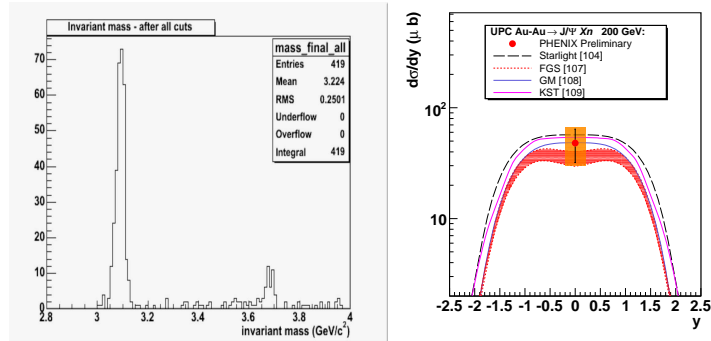 Invariant mass - after all cuts
mass_final_all
Entries 419
Mean 3.224
RMS 0.2501
Underflow 0
Overflow 0
Integral 419
70
60
50
40
30
20
10
0
2.8 3 3.2 3.4 3.6 3.8 4
invariant mass (GeV/c²)
UPC Au-Au→ J/Ψ Xn 200 GeV:
PHENIX Preliminary
Starlight [104]
FGS [107]
GM [108]
KST [109]
dσ/dy (μ b)
10²
10
-2.5 -2 -1.5 -1 -0.5 0 0.5 1 1.5 2 2.5
y